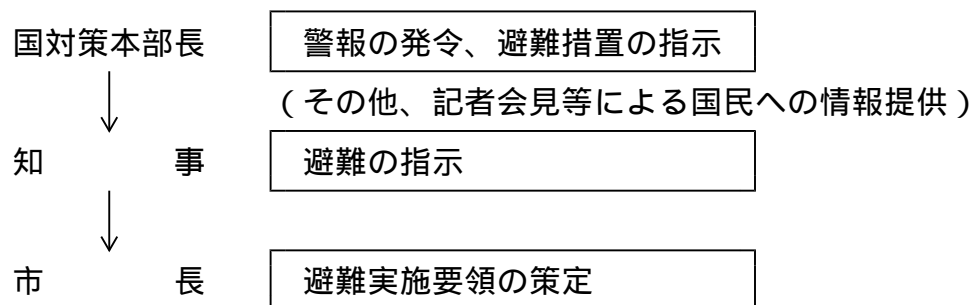 国対策本部長 警報の発令、避難措置の指示
(その他、記者会見等による国民への情報提供)
知 事 避難の指示
市 長 避難実施要領の策定